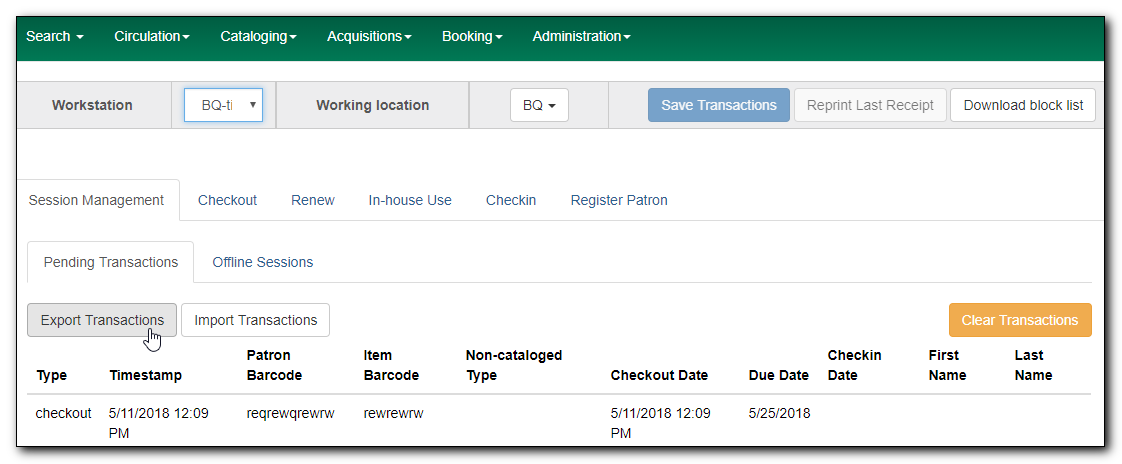 Search Circulation Cataloging Acquisitions Booking Administration
Workstation BQ-ti Working location BQ Save Transactions Reprint Last Receipt Download block list
Session Management Checkout Renew In-house Use Checkin Register Patron
Pending Transactions Offline Sessions
Export Transactions Import Transactions Clear Transactions
Type Timestamp Patron Barcode Item Barcode Non-cataloged Type Checkout Date Due Date Checkin Date First Name Last Name
checkout 5/11/2018 12:09 PM reqrewqrewrw rewrewrw 5/11/2018 12:09 PM 5/25/2018